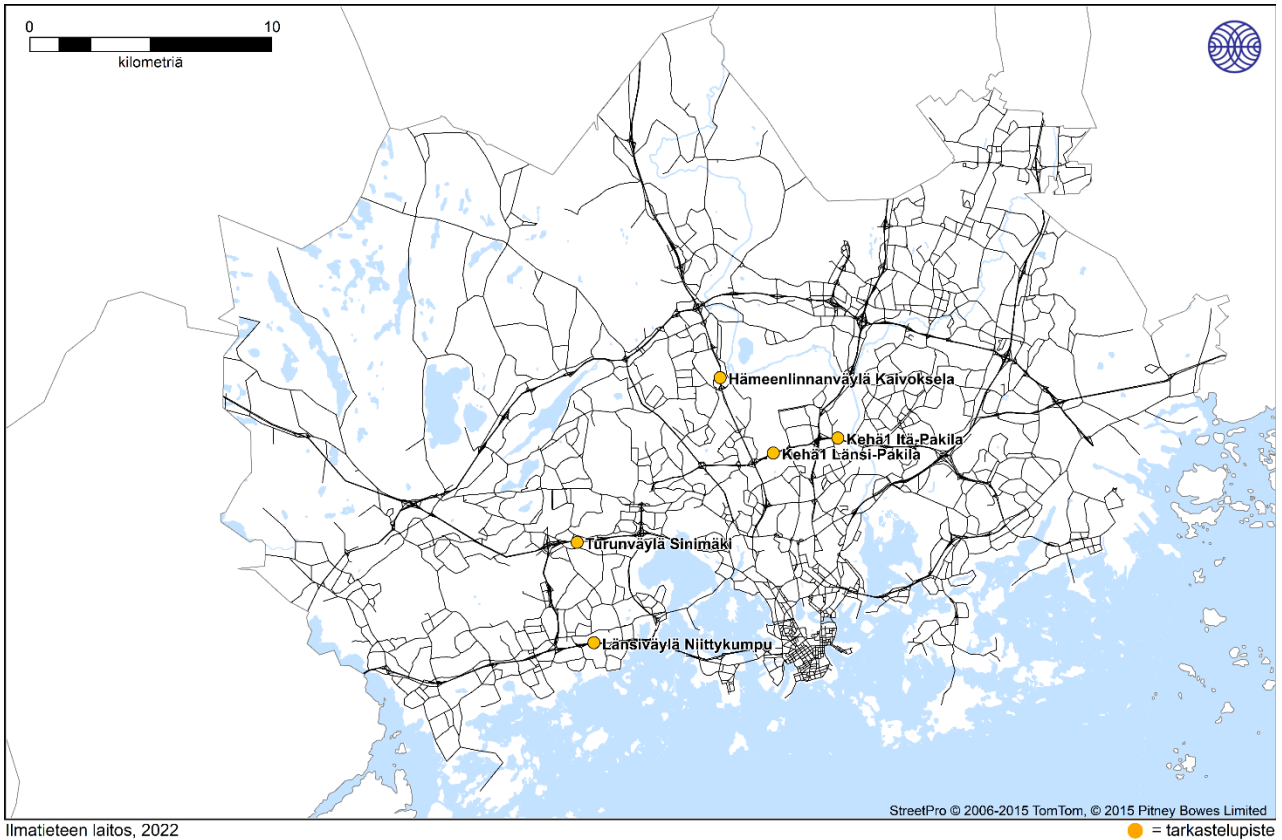 0 10
kilometriä
Hämeenlinnanväylä Kaivoksela
Kehä1 Itä-Pakila
Kehä1 Länsi-Pakila
Turunväylä Sinimäki
Länsiväylä Niittykumpu
StreetPro © 2006-2015 TomTom, © 2015 Pitney Bowes Limited
Ilmatieteen laitos, 2022
= tarkastelupiste